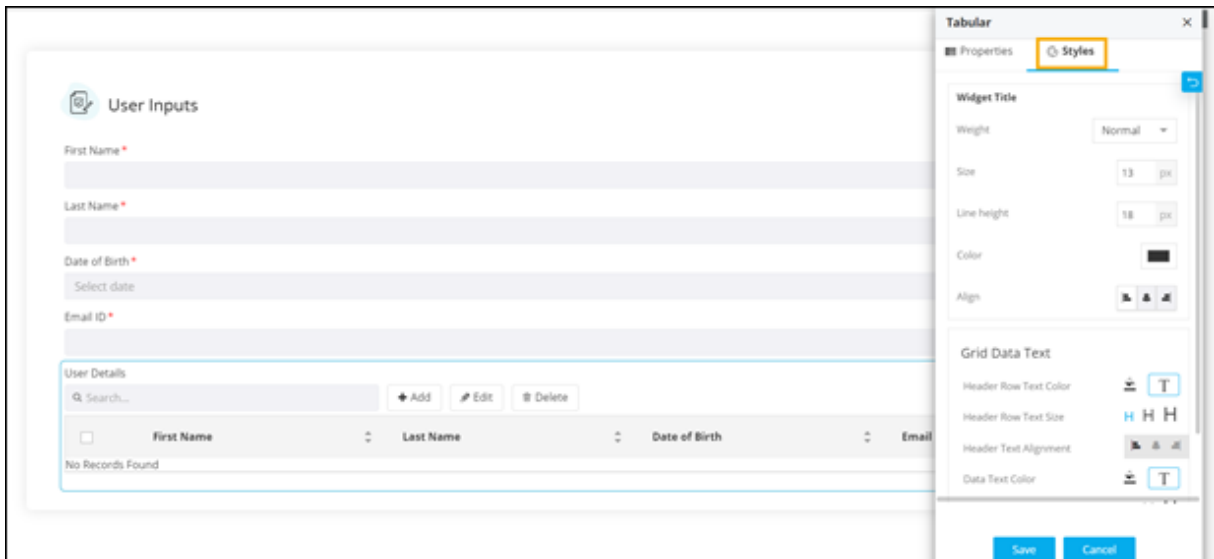 User Inputs
First Name *
Last Name *
Date of Birth *
Select date
Email ID *
User Details
Search...
Add Edit Delete
First Name Last Name Date of Birth Email
No Records Found
Tabular
Properties Styles
Widget Title
Weight Normal
Size 13 px
Line height 18 px
Color
Align
Grid Data Text
Header Row Text Color T
Header Row Text Size H H H
Header Text Alignment
Data Text Color T
Save Cancel